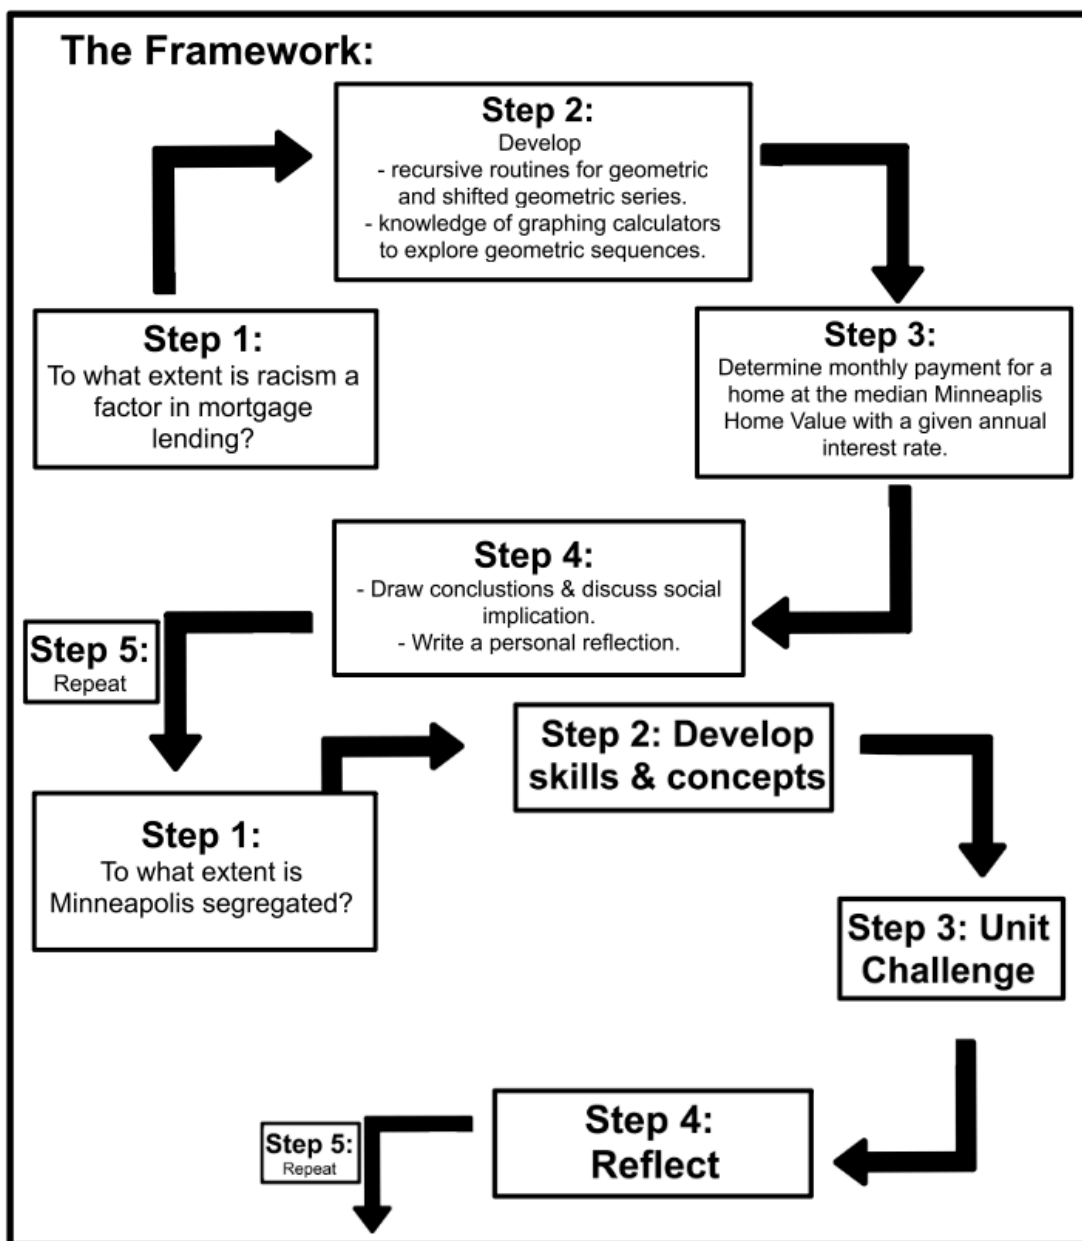 The Framework:
Step 2:
Develop
- recursive routines for geometric
and shifted geometric series.
- knowledge of graphing calculators
to explore geometric sequences.
Step 1:
To what extent is racism a
factor in mortgage
lending?
Step 3:
Determine monthly payment for a
home at the median Minneaplis
Home Value with a given annual
interest rate.
Step 4:
- Draw conclustions & discuss social
implication.
- Write a personal reflection.
Step 5:
Repeat
Step 1:
To what extent is
Minneapolis segregated?
Step 2: Develop
skills & concepts
Step 3: Unit
Challenge
Step 4:
Reflect
Step 5:
Repeat